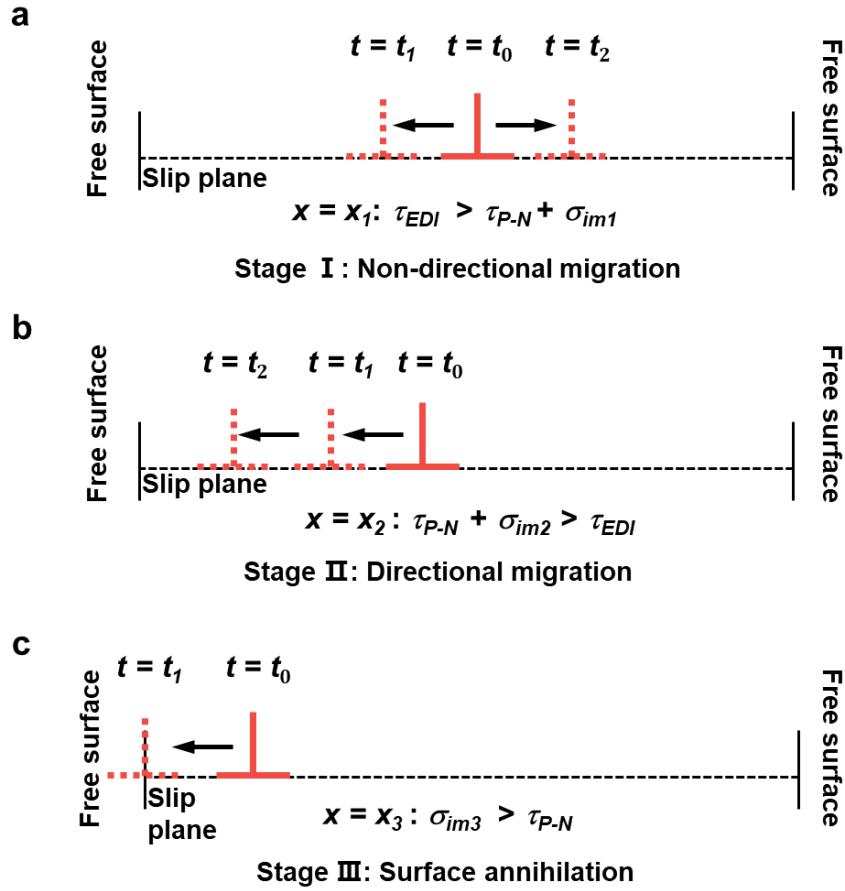 a
t = t₁ t = t₀ t = t₂
Free surface
Free surface
Slip plane
x = x₁: τEDI > τP-N + σim1
Stage Ⅰ: Non-directional migration
b
t = t₂ t = t₁ t = t₀
Free surface
Free surface
Slip plane
x = x₂: τP-N + σim2 > τEDI
Stage Ⅱ: Directional migration
c
t = t₁ t = t₀
Free surface
Free surface
Slip
plane
x = x₃: σim3 > τP-N
Stage Ⅲ: Surface annihilation